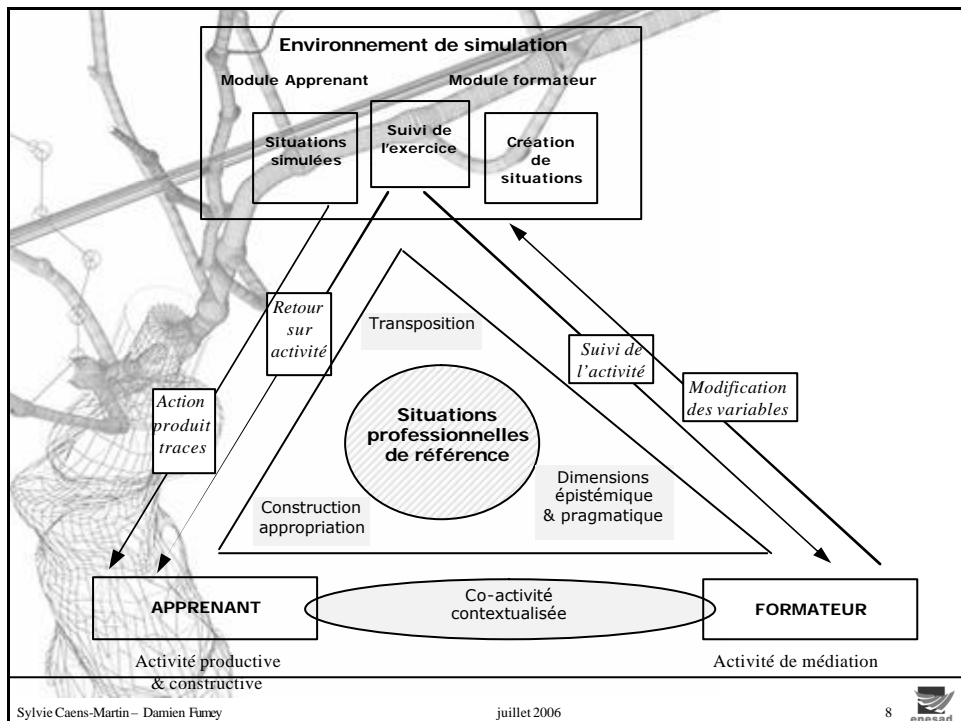 Environnement de simulation
Module Apprenant
Module formateur
Situations
simulées
Suivi de
l'exercice
Création
de
situations
Retour
sur
activité
Transposition
Suivi de
l'activité
Action
produit
traces
Modification
des variables
Situations
professionnelles
de référence
Construction
appropriation
Dimensions
épistémique
& pragmatique
APPRENANT
Co-activité
contextualisée
FORMATEUR
Activité productive
& constructive
Activité de médiation
Sylvie Caens-Martin – Damien Fumey
juillet 2006
8
enesad